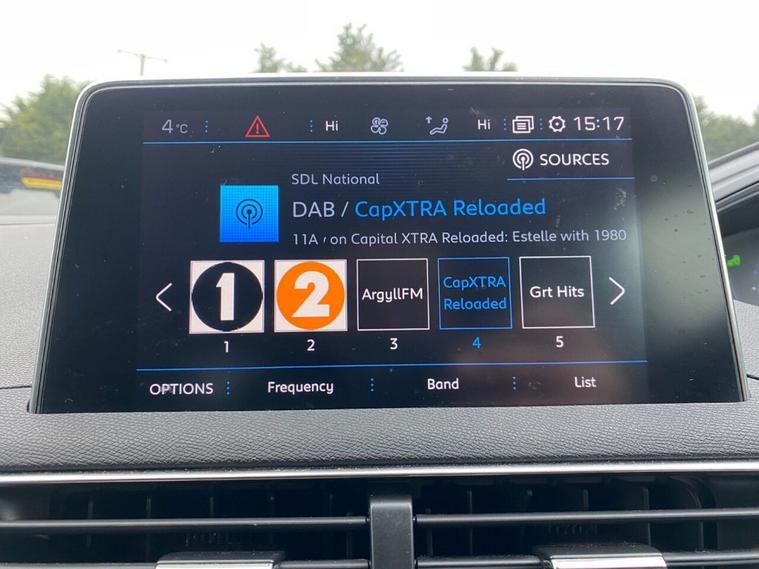 4°C Hi Hi 15:17
SOURCES
SDL National
DAB / CapXTRA Reloaded
11A / on Capital XTRA Reloaded: Estelle with 1980
1 2 ArgyllFM CapXTRA Reloaded Grt Hits
1 2 3 4 5
OPTIONS Frequency Band List